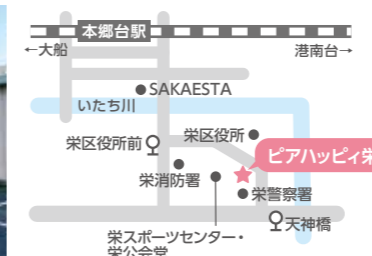 本郷台駅
←大船
港南台→
SAKAESTA
いたち川
栄区役所前
栄区役所
ピアハッピィ栄
栄消防署
栄警察署
天神橋
栄スポーツセンター・
栄公会堂